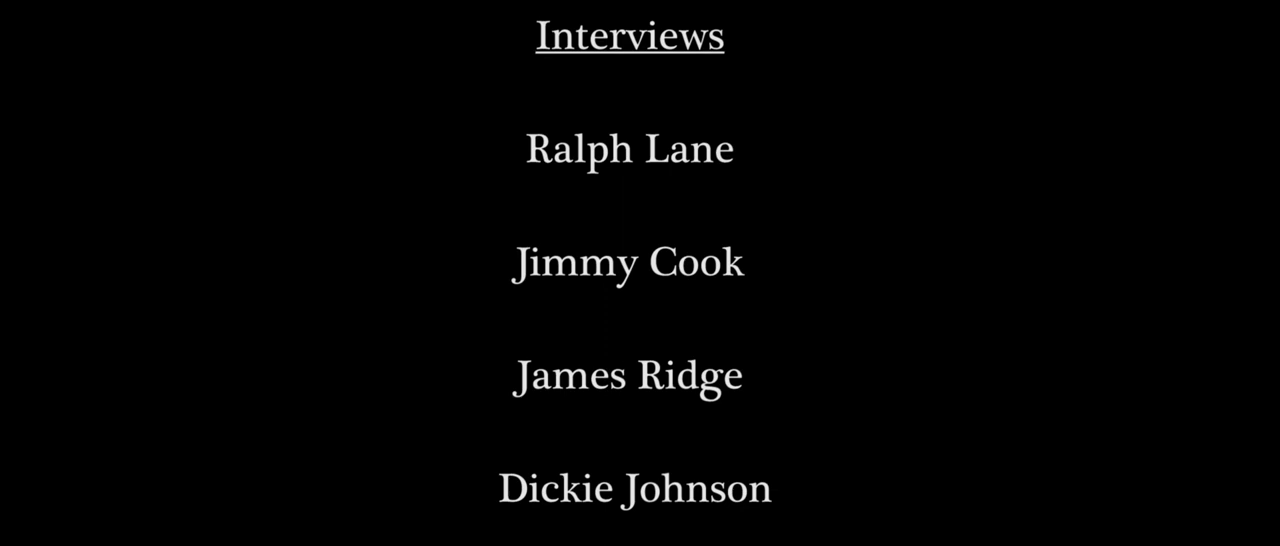 Interviews
Ralph Lane
Jimmy Cook
James Ridge
Dickie Johnson